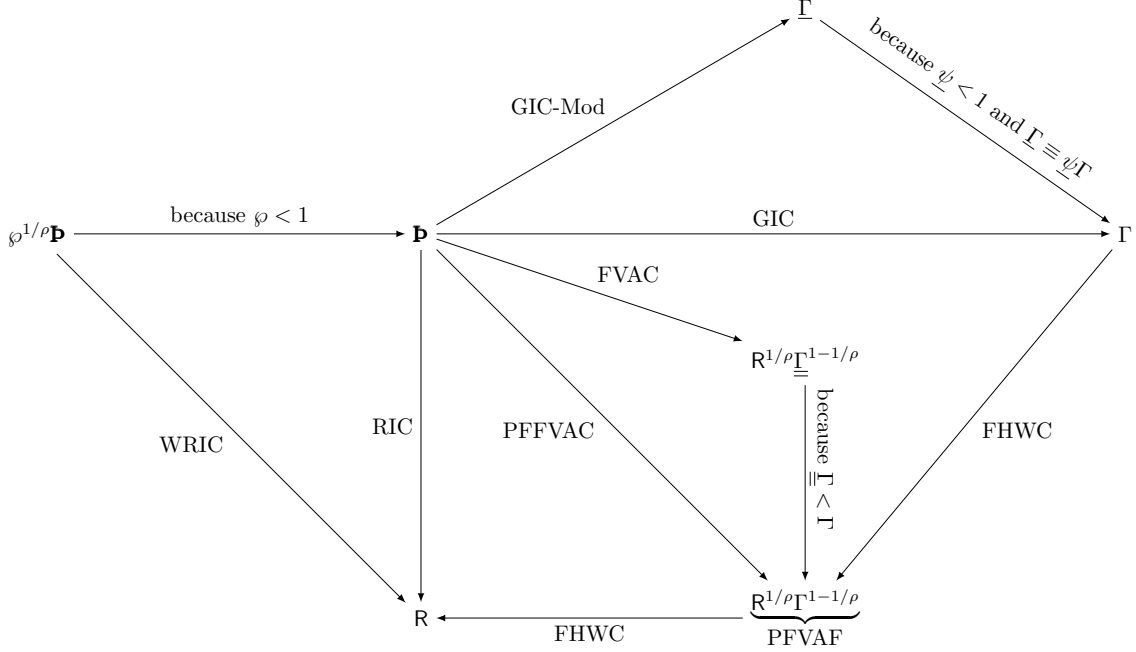 Γ̲
because ψ̲ < 1 and Γ̲ ≡ ψ̲Γ
GIC-Mod
because ℘ < 1
GIC
℘^{1/ρ}Þ
Þ
Γ
FVAC
R^{1/ρ}Γ̳^{1−1/ρ}
because Γ̳ < Γ
WRIC
RIC
PFFVAC
FHWC
R^{1/ρ}Γ^{1−1/ρ}
R
FHWC
PFVAF